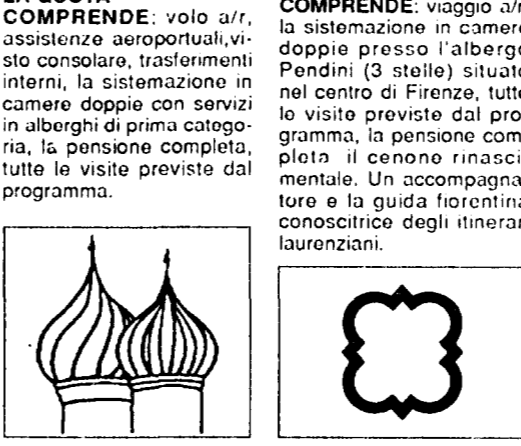 LA QUOTA
COMPRENDE: volo a/r,
assistenze aeroportuali,vi-
sto consolare, trasferimenti
interni, la sistemazione in
camere doppie con servizi
in alberghi di prima catego-
ria, la pensione completa,
tutte le visite previste dal
programma.
COMPRENDE: viaggio a/r
la sistemazione in camere
doppie presso l'albergo
Pendini (3 stelle) situato
nel centro di Firenze, tutte
le visite previste dal pro
gramma, la pensione com
pleta il cenone rinasci
mentale. Un accompagna
tore e la guida fiorentina
conoscitrice degli itinerar
laurenziani.